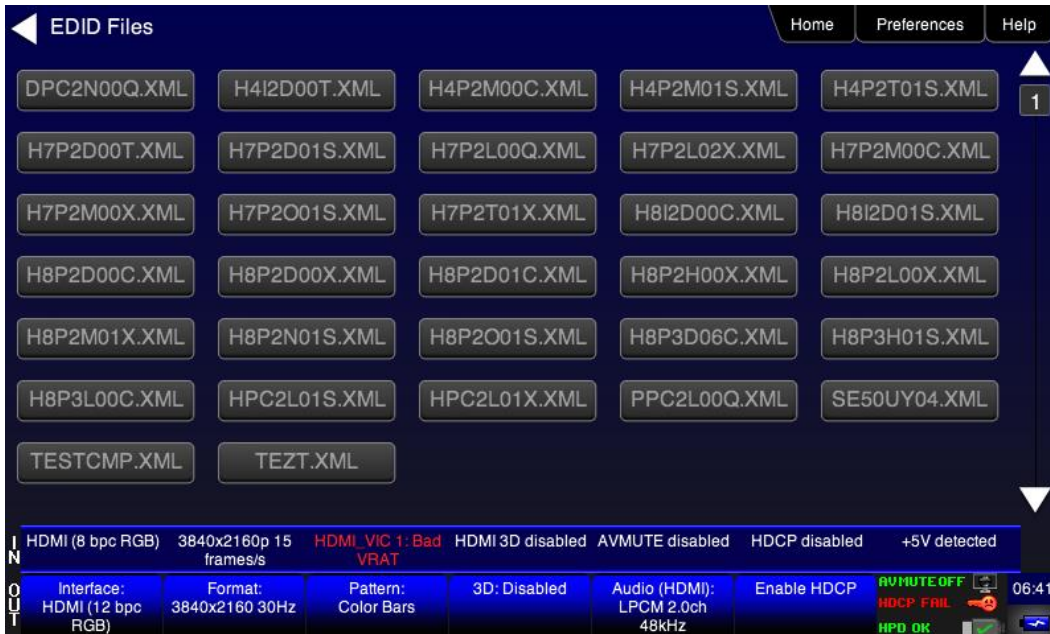 EDID Files
Home
Preferences
Help
DPC2N00Q.XML
H4I2D00T.XML
H4P2M00C.XML
H4P2M01S.XML
H4P2T01S.XML
1
H7P2D00T.XML
H7P2D01S.XML
H7P2L00Q.XML
H7P2L02X.XML
H7P2M00C.XML
H7P2M00X.XML
H7P2O01S.XML
H7P2T01X.XML
H8I2D00C.XML
H8I2D01S.XML
H8P2D00C.XML
H8P2D00X.XML
H8P2D01C.XML
H8P2H00X.XML
H8P2L00X.XML
H8P2M01X.XML
H8P2N01S.XML
H8P2O01S.XML
H8P3D06C.XML
H8P3H01S.XML
H8P3L00C.XML
HPC2L01S.XML
HPC2L01X.XML
PPC2L00Q.XML
SE50UY04.XML
TESTCMP.XML
TEZT.XML
IN
HDMI (8 bpc RGB)
3840x2160p 15
frames/s
HDMI_VIC 1: Bad
VRAT
HDMI 3D disabled
AVMUTE disabled
HDCP disabled
+5V detected
OUT
Interface:
HDMI (12 bpc
RGB)
Format:
3840x2160 30Hz
Pattern:
Color Bars
3D: Disabled
Audio (HDMI):
LPCM 2.0ch
48kHz
Enable HDCP
AVMUTE OFF
HDCP FAIL
HPD OK
06:41